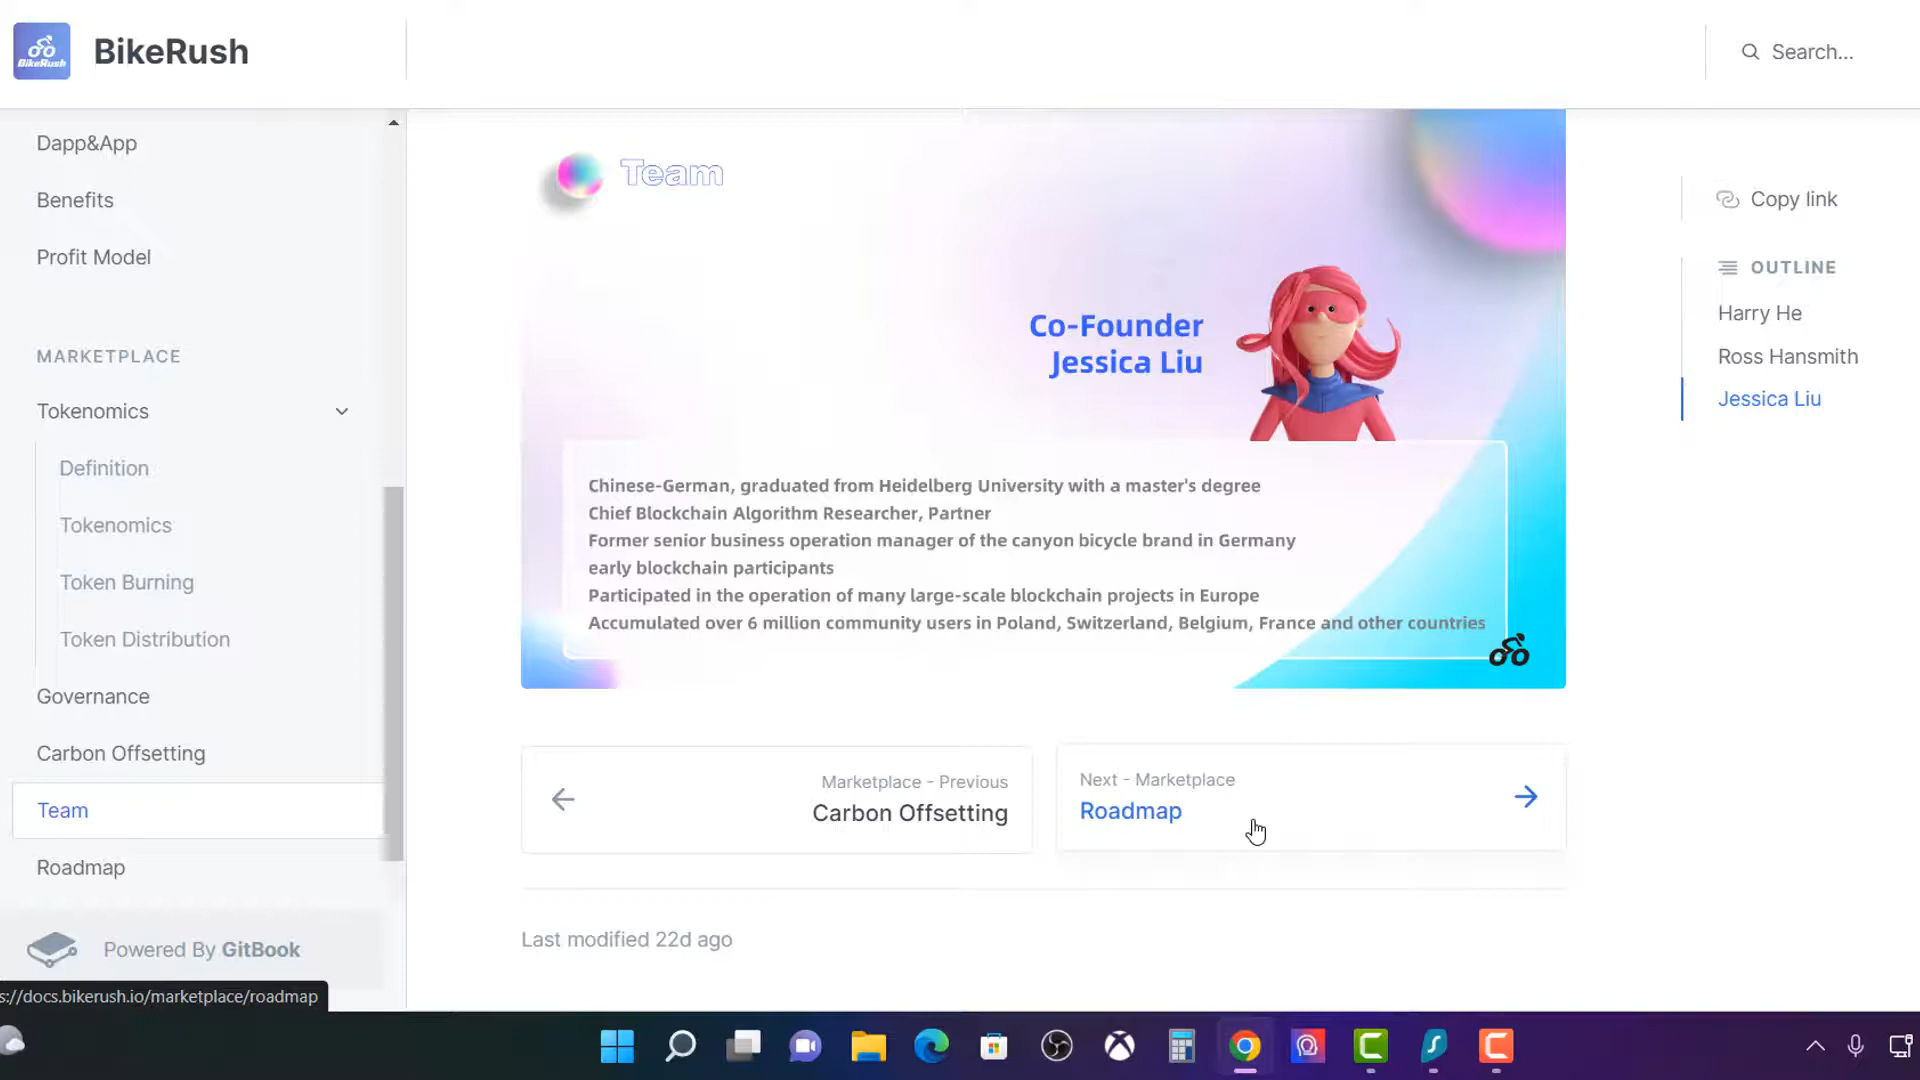 BikeRush
BikeRush
Search...
Dapp&App
Benefits
Profit Model
MARKETPLACE
Tokenomics
Definition
Tokenomics
Token Burning
Token Distribution
Governance
Carbon Offsetting
Team
Roadmap
Powered By GitBook
s://docs.bikerush.io/marketplace/roadmap
Team
Co-Founder
Jessica Liu
Chinese-German, graduated from Heidelberg University with a master's degree
Chief Blockchain Algorithm Researcher, Partner
Former senior business operation manager of the canyon bicycle brand in Germany
early blockchain participants
Participated in the operation of many large-scale blockchain projects in Europe
Accumulated over 6 million community users in Poland, Switzerland, Belgium, France and other countries
Marketplace - Previous
Carbon Offsetting
Next - Marketplace
Roadmap
Last modified 22d ago
Copy link
OUTLINE
Harry He
Ross Hansmith
Jessica Liu